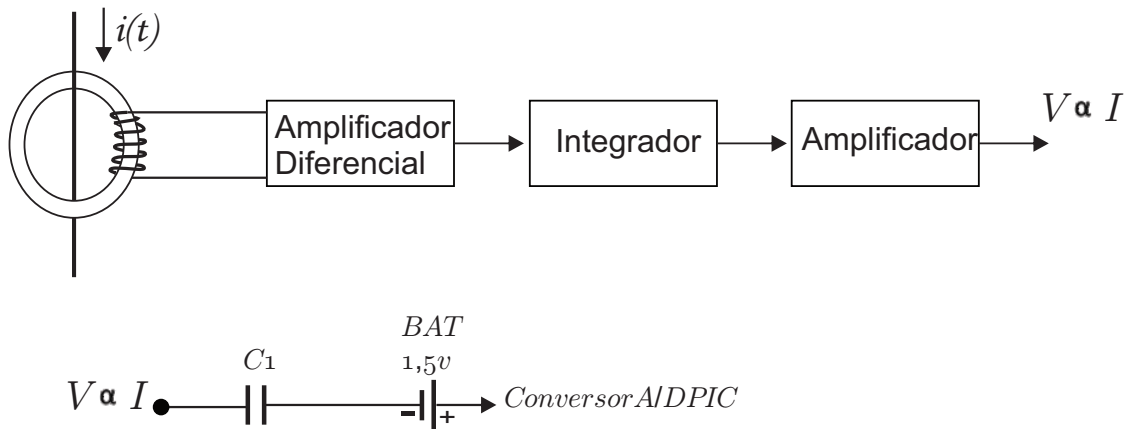 i(t)
Amplificador
Diferencial
Integrador
Amplificador
V α I
BAT
C1
1,5v
V α I
- +
ConversorA/DPIC